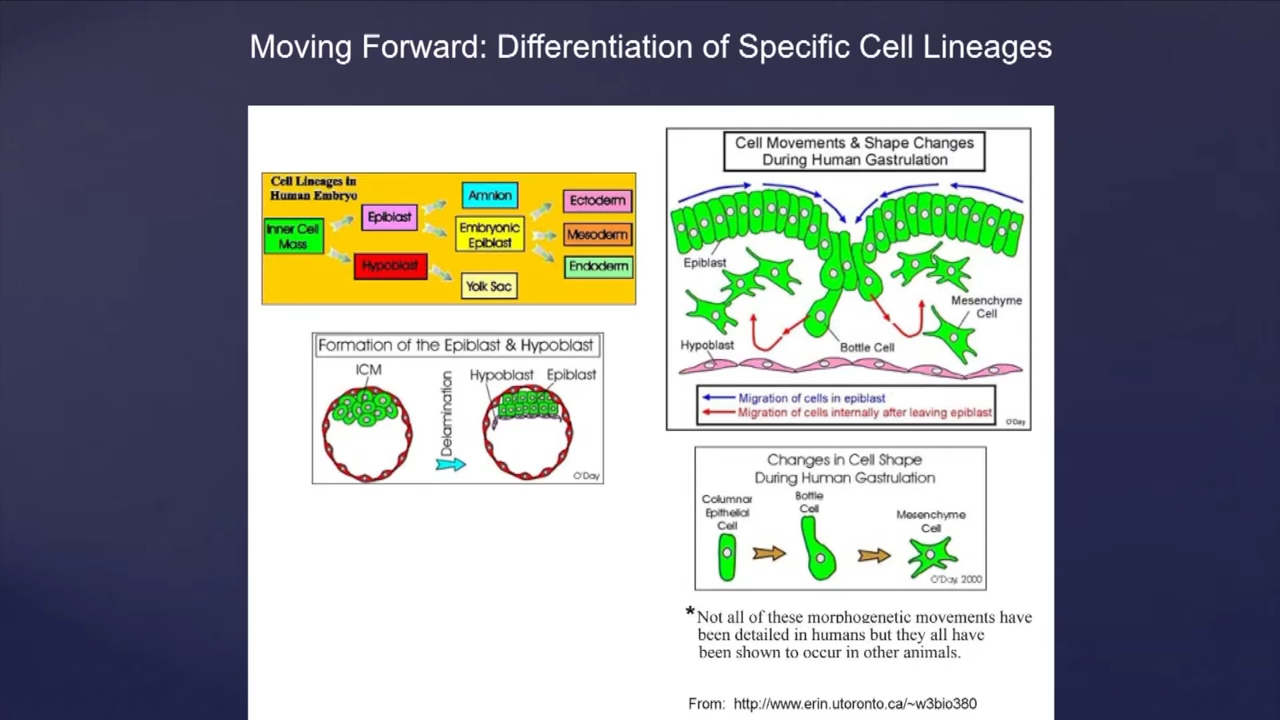 Moving Forward: Differentiation of Specific Cell Lineages
Cell Lineages in
Human Embryo
Inner Cell
Mass
Epiblast
Hypoblast
Amnion
Embryonic
Epiblast
Yolk Sac
Ectoderm
Mesoderm
Endoderm
Formation of the Epiblast & Hypoblast
ICM
Delamination
Hypoblast
Epiblast
O'Day
Cell Movements & Shape Changes
During Human Gastrulation
Epiblast
Mesenchyme
Cell
Hypoblast
Bottle Cell
Migration of cells in epiblast
Migration of cells internally after leaving epiblast
O'Day
Changes in Cell Shape
During Human Gastrulation
Columnar
Epithelial
Cell
Bottle
Cell
Mesenchyme
Cell
O'Day, 2000
*Not all of these morphogenetic movements have
been detailed in humans but they all have
been shown to occur in other animals.
From: http://www.erin.utoronto.ca/~w3bio380